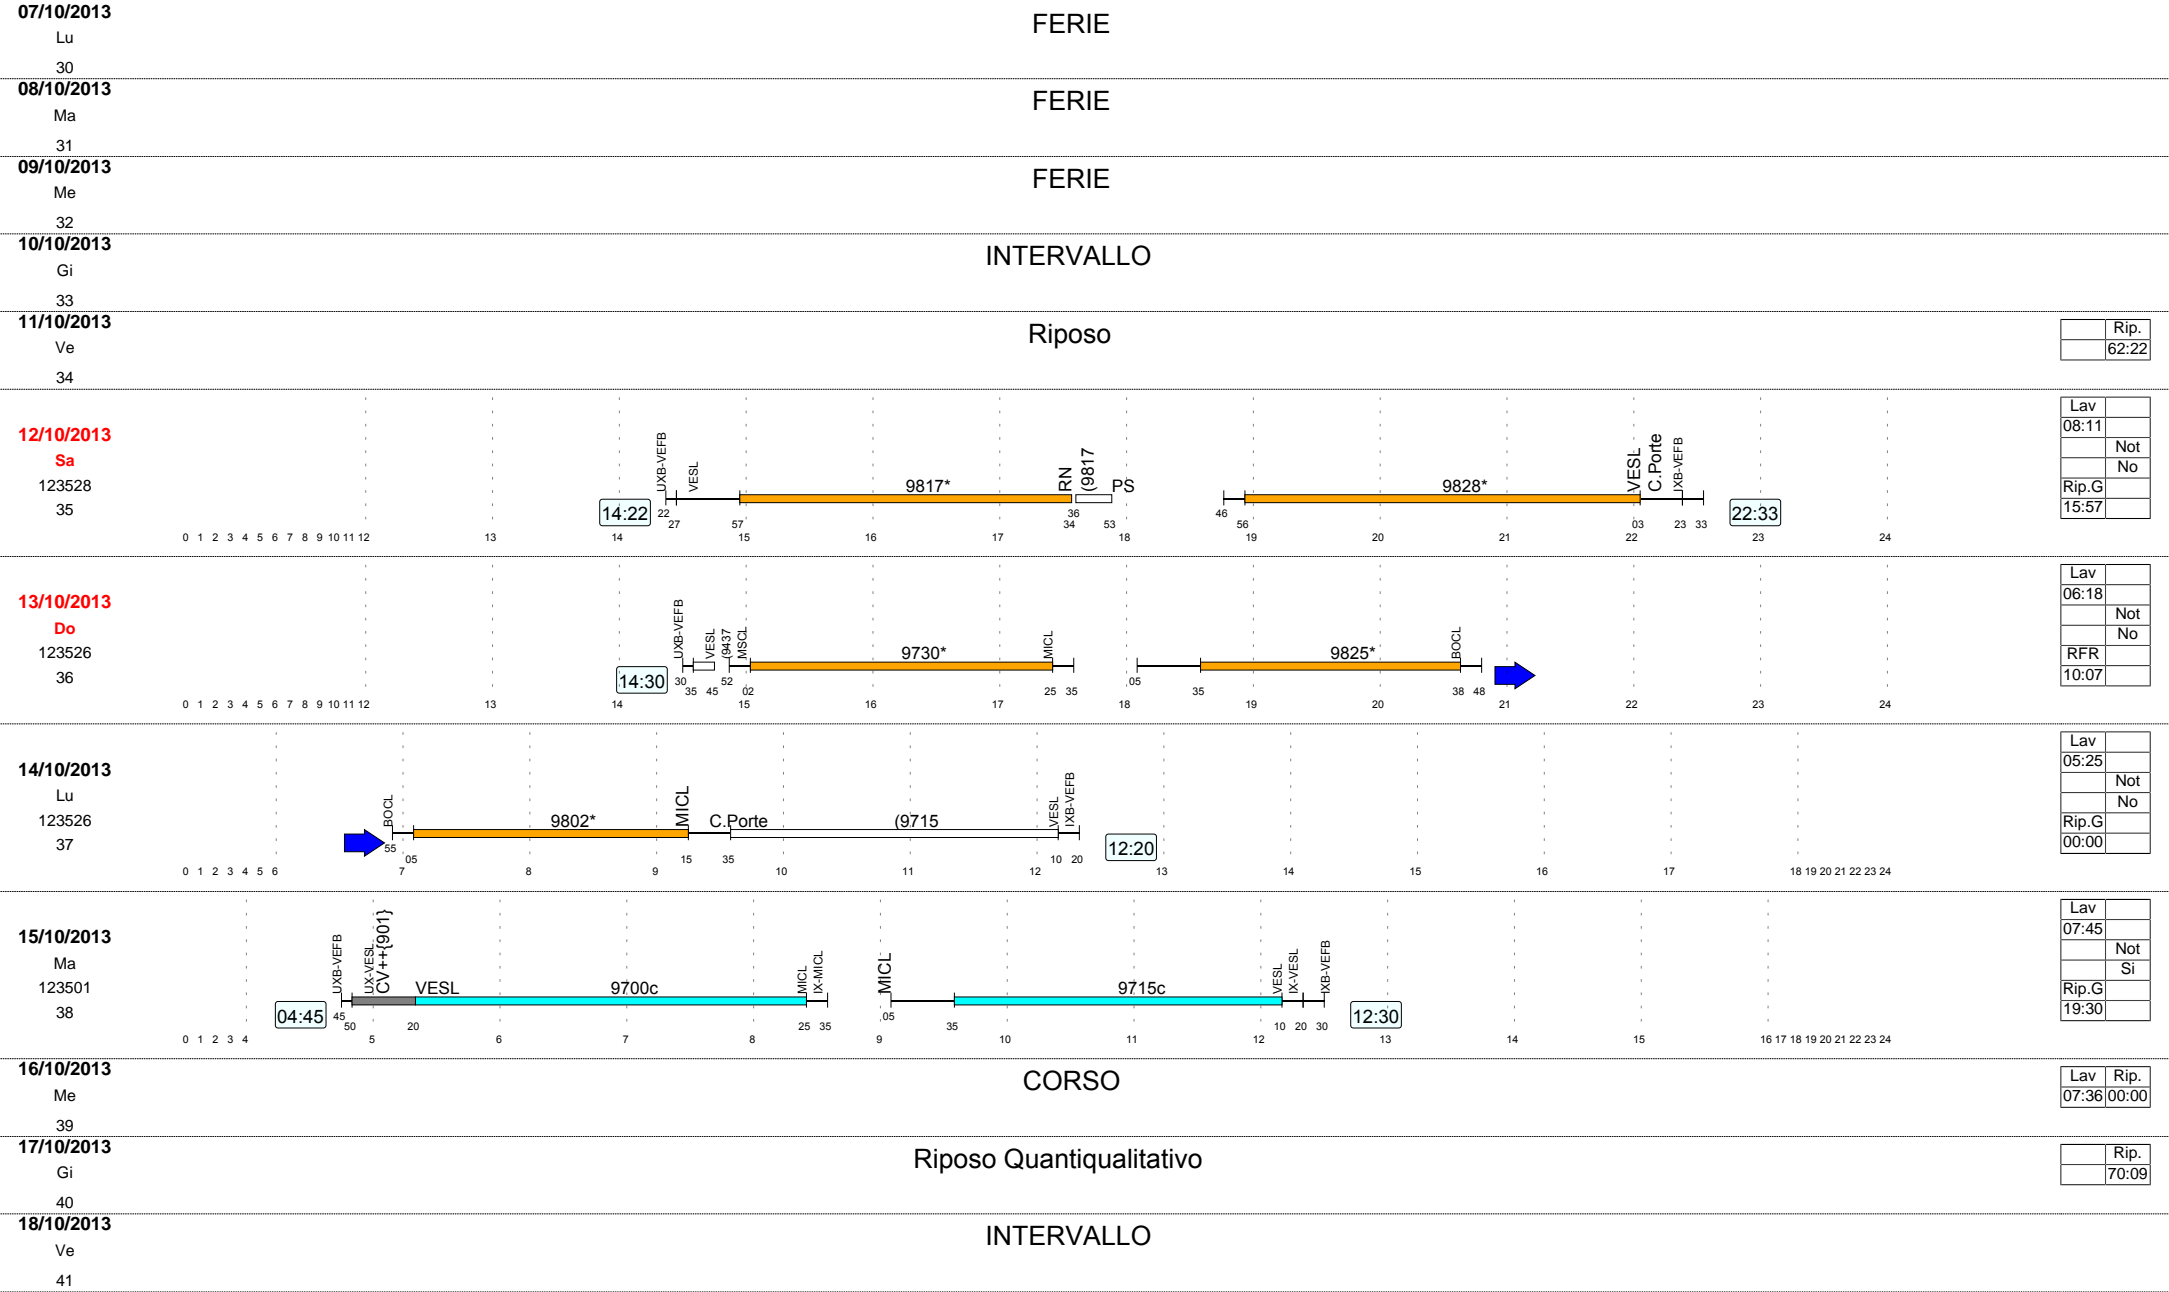 07/10/2013
Lu
30
FERIE
08/10/2013
Ma
31
FERIE
09/10/2013
Me
32
FERIE
10/10/2013
Gi
33
INTERVALLO
11/10/2013
Ve
34
Riposo
Rip.
62:22
12/10/2013
Sa
123528
35
14:22
UXB-VEFB
VESL
9817*
RN
(9817
PS
9828*
VESL
C.Porte
IXB-VEFB
22:33
22 27 57 36 34 53 46 56 03 23 33
0 1 2 3 4 5 6 7 8 9 10 11 12 13 14 15 16 17 18 19 20 21 22 23 24
Lav
08:11
Not
No
Rip.G
15:57
13/10/2013
Do
123526
36
14:30
UXB-VEFB
VESL
(9437
MSCL
9730*
MICL
9825*
BOCL
30 35 45 52 02 25 35 05 35 38 48
0 1 2 3 4 5 6 7 8 9 10 11 12 13 14 15 16 17 18 19 20 21 22 23 24
Lav
06:18
Not
No
RFR
10:07
14/10/2013
Lu
123526
37
BOCL
9802*
MICL
C.Porte
(9715
VESL
IXB-VEFB
12:20
55 05 15 35 10 20
0 1 2 3 4 5 6 7 8 9 10 11 12 13 14 15 16 17 18 19 20 21 22 23 24
Lav
05:25
Not
No
Rip.G
00:00
15/10/2013
Ma
123501
38
04:45
UXB-VEFB
UX-VESL
CV++{901}
VESL
9700c
MICL
IX-MICL
MICL
9715c
VESL
IX-VESL
IXB-VEFB
12:30
45 50 20 25 35 05 35 10 20 30
0 1 2 3 4 5 6 7 8 9 10 11 12 13 14 15 16 17 18 19 20 21 22 23 24
Lav
07:45
Not
Si
Rip.G
19:30
16/10/2013
Me
39
CORSO
Lav Rip.
07:36 00:00
17/10/2013
Gi
40
Riposo Quantiqualitativo
Rip.
70:09
18/10/2013
Ve
41
INTERVALLO